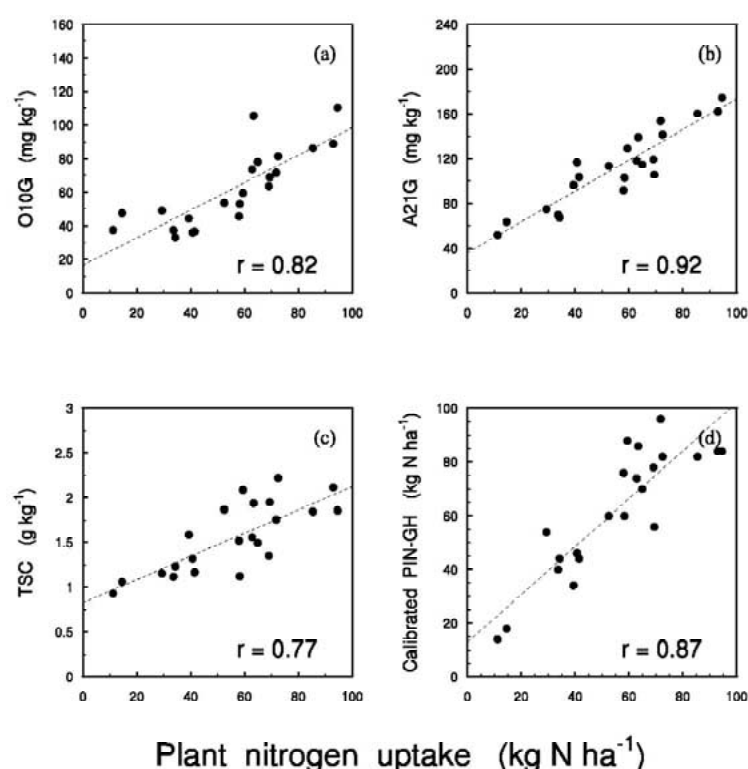 160
140
120
100
80
60
40
20
0
O10G (mg kg⁻¹)
(a)
r = 0.82
0 20 40 60 80 100
240
200
160
120
80
40
0
A21G (mg kg⁻¹)
(b)
r = 0.92
0 20 40 60 80 100
3
2.5
2
1.5
1
0.5
0
TSC (g kg⁻¹)
(c)
r = 0.77
0 20 40 60 80 100
100
80
60
40
20
0
Calibrated PIN-GH (kg N ha⁻¹)
(d)
r = 0.87
0 20 40 60 80 100
Plant nitrogen uptake (kg N ha⁻¹)